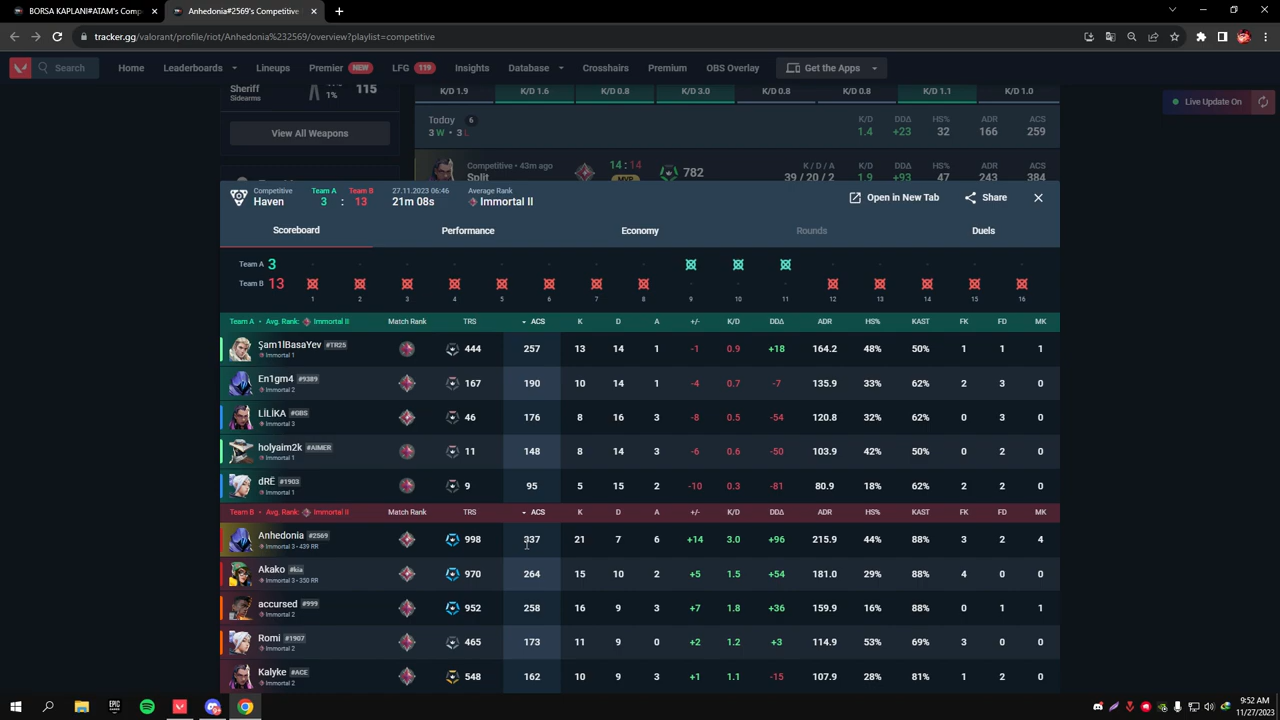 BORSA KAPLANI#ATAM's Comp
Anhedonia#2569's Competitive
tracker.gg/valorant/profile/riot/Anhedonia%232569/overview?playlist=competitive
Search Home Leaderboards Lineups Premier NEW LFG 119 Insights Database Crosshairs Premium OBS Overlay Get the Apps
Sheriff
Sidearms
1%
115
K/D 1.9 K/D 1.6 K/D 0.8 K/D 3.0 K/D 0.8 K/D 0.8 K/D 1.1 K/D 1.0
Live Update On
View All Weapons
Today 6
3 W • 3 L
K/D DDΔ HS% ADR ACS
1.4 +23 32 166 259
Competitive • 43m ago
Split
14 : 14
MVP
782
K / D / A K/D DDΔ HS% ADR ACS
39 / 20 / 2 1.9 +93 47 243 384
Competitive Team A Team B 27.11.2023 06:46 Average Rank
Haven 3 : 13 21m 08s Immortal II
Open in New Tab Share
Scoreboard Performance Economy Rounds Duels
Team A 3
Team B 13
1 2 3 4 5 6 7 8 9 10 11 12 13 14 15 16
Team A • Avg. Rank: Immortal II Match Rank TRS ACS K D A +/- K/D DDΔ ADR HS% KAST FK FD MK
Şam1lBasaYev #TR25 444 257 13 14 1 -1 0.9 +18 164.2 48% 50% 1 1 1
Immortal 1
En1gm4 #9389 167 190 10 14 1 -4 0.7 -7 135.9 33% 62% 2 3 0
Immortal 2
LİLİKA #GBS 46 176 8 16 3 -8 0.5 -54 120.8 32% 62% 0 3 0
Immortal 3
holyaim2k #AIMER 11 148 8 14 3 -6 0.6 -50 103.9 42% 50% 0 2 0
Immortal 1
dRË #1903 9 95 5 15 2 -10 0.3 -81 80.9 18% 62% 2 2 0
Immortal 1
Team B • Avg. Rank: Immortal II Match Rank TRS ACS K D A +/- K/D DDΔ ADR HS% KAST FK FD MK
Anhedonia #2569 998 337 21 7 6 +14 3.0 +96 215.9 44% 88% 3 2 4
Immortal 3 - 439 RR
Akako #kia 970 264 15 10 2 +5 1.5 +54 181.0 29% 88% 4 0 0
Immortal 3 - 350 RR
accursed #999 952 258 16 9 3 +7 1.8 +36 159.9 16% 88% 0 1 1
Immortal 2
Romi #1907 465 173 11 9 0 +2 1.2 +3 114.9 53% 69% 3 0 0
Immortal 2
Kalyke #ACE 548 162 10 9 3 +1 1.1 -15 107.9 28% 81% 1 2 0
Immortal 2
EPIC
GAMES
9:52 AM
11/27/2023